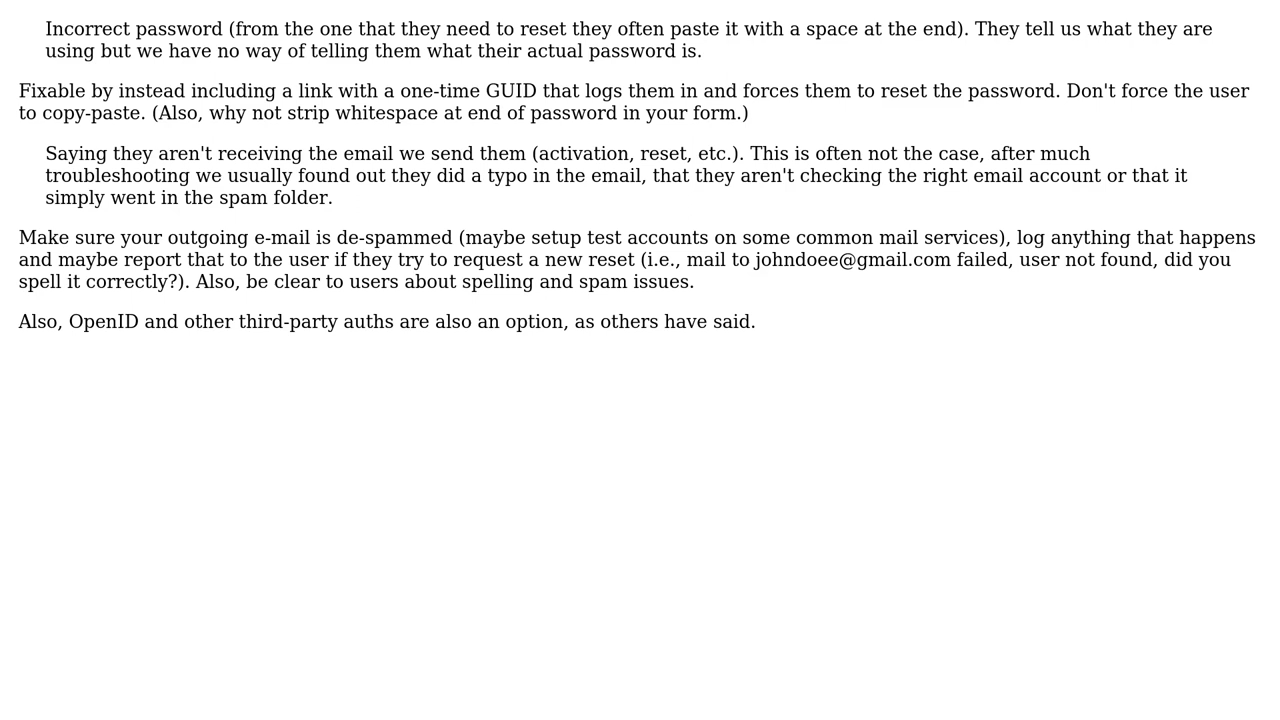 Incorrect password (from the one that they need to reset they often paste it with a space at the end). They tell us what they are
using but we have no way of telling them what their actual password is.
Fixable by instead including a link with a one-time GUID that logs them in and forces them to reset the password. Don't force the user
to copy-paste. (Also, why not strip whitespace at end of password in your form.)
Saying they aren't receiving the email we send them (activation, reset, etc.). This is often not the case, after much
troubleshooting we usually found out they did a typo in the email, that they aren't checking the right email account or that it
simply went in the spam folder.
Make sure your outgoing e-mail is de-spammed (maybe setup test accounts on some common mail services), log anything that happens
and maybe report that to the user if they try to request a new reset (i.e., mail to johndoee@gmail.com failed, user not found, did you
spell it correctly?). Also, be clear to users about spelling and spam issues.
Also, OpenID and other third-party auths are also an option, as others have said.